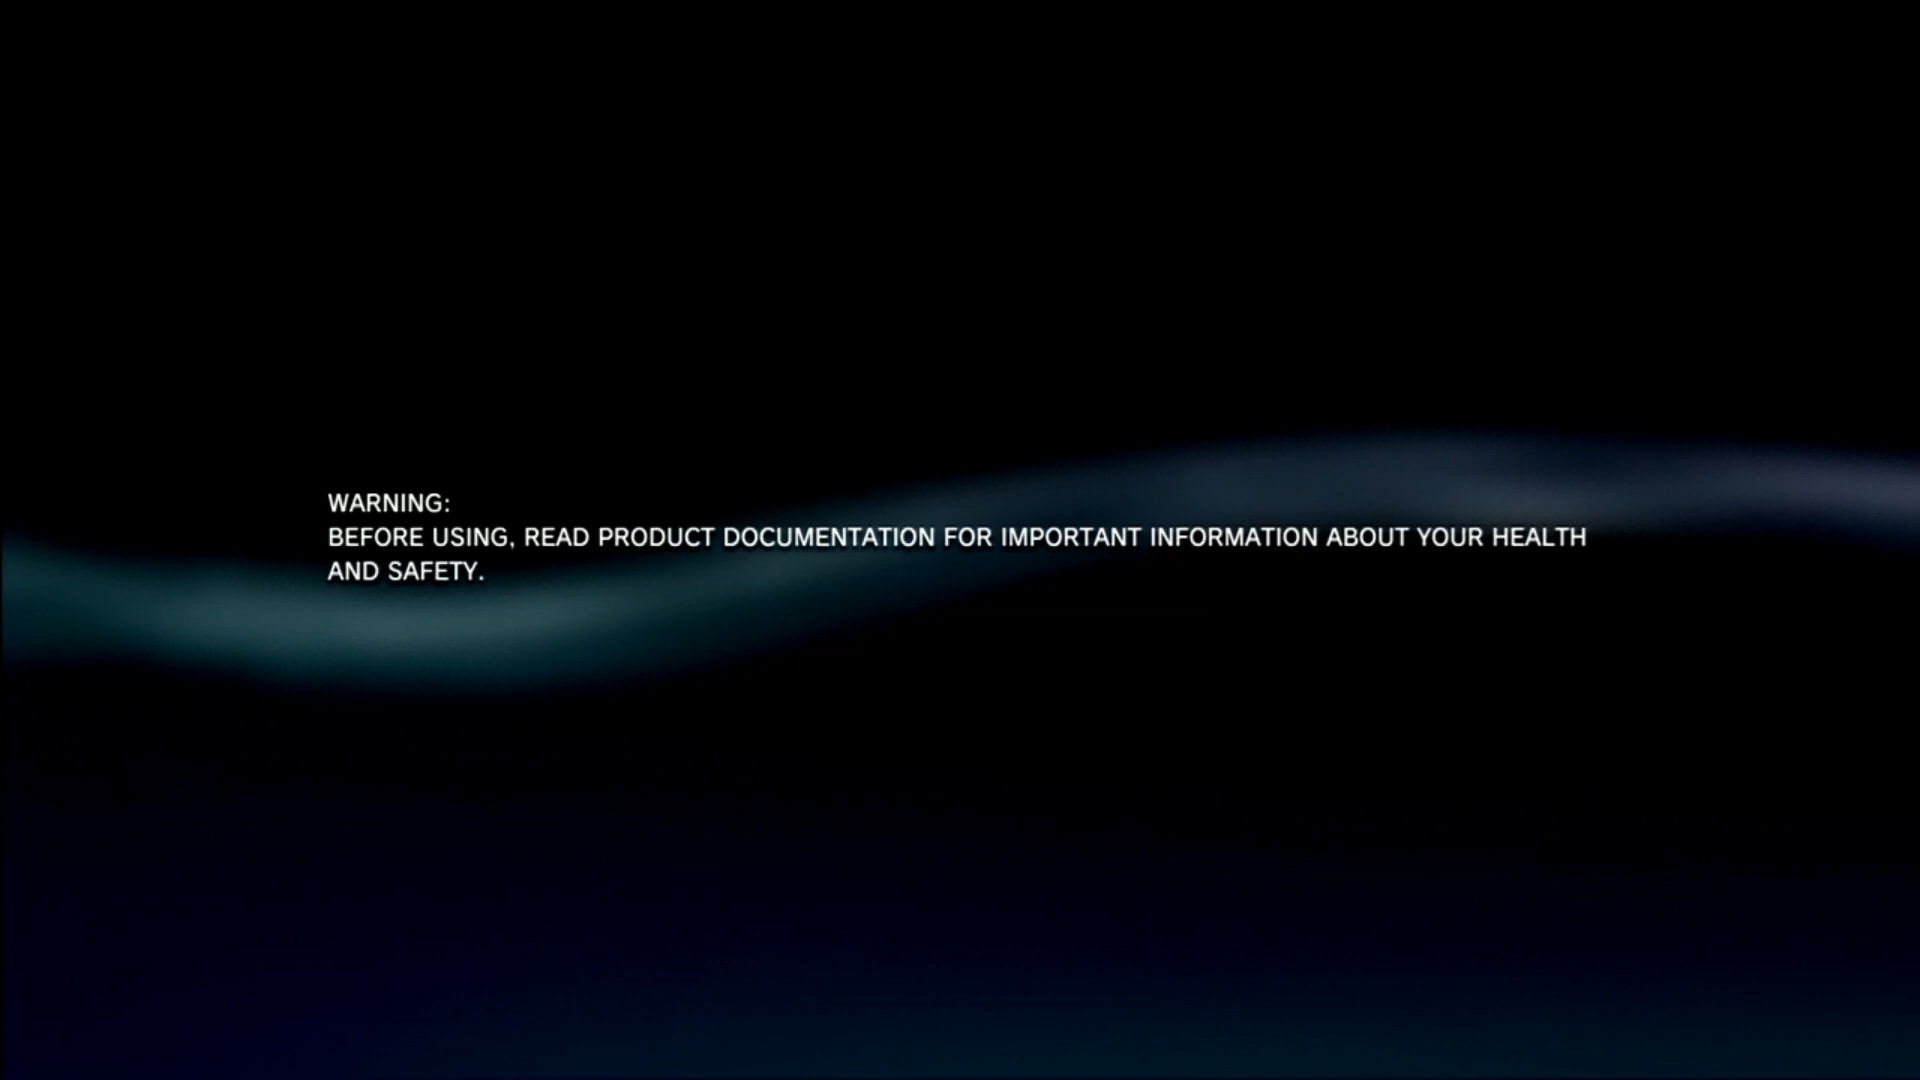 WARNING:
BEFORE USING, READ PRODUCT DOCUMENTATION FOR IMPORTANT INFORMATION ABOUT YOUR HEALTH
AND SAFETY.